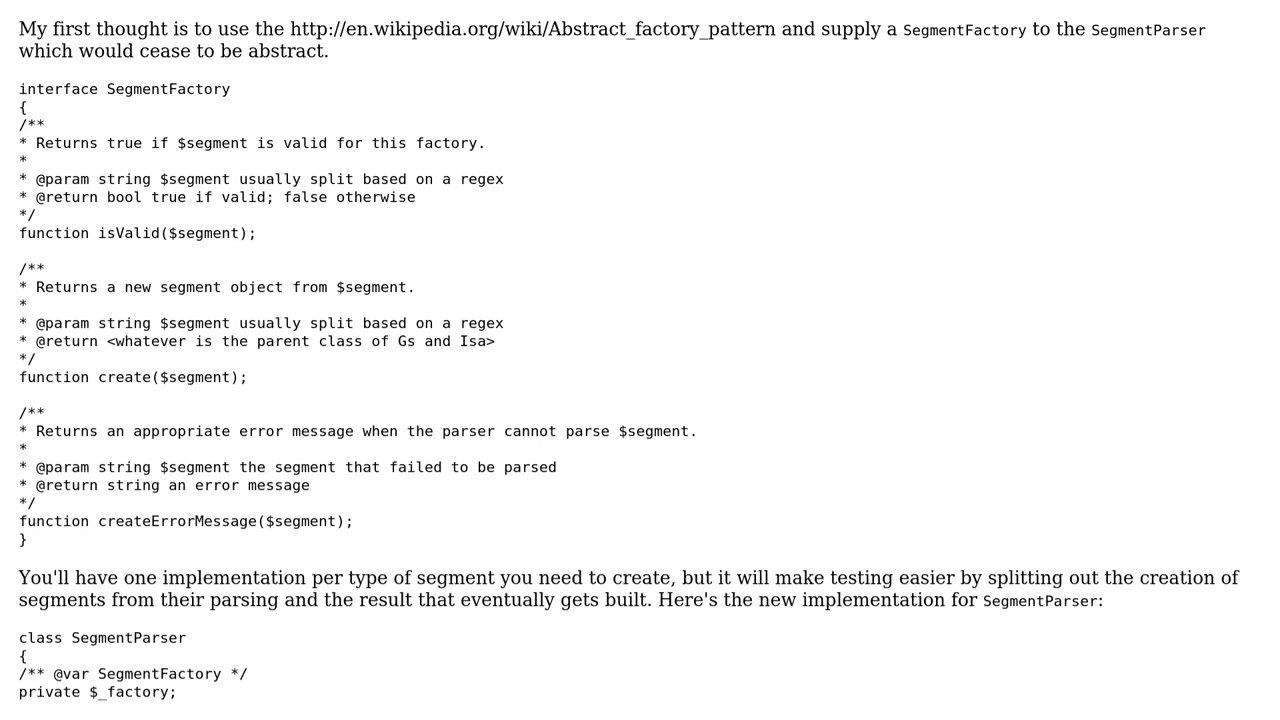 My first thought is to use the http://en.wikipedia.org/wiki/Abstract_factory_pattern and supply a SegmentFactory to the SegmentParser
which would cease to be abstract.
interface SegmentFactory
{
/**
* Returns true if $segment is valid for this factory.
*
* @param string $segment usually split based on a regex
* @return bool true if valid; false otherwise
*/
function isValid($segment);
/**
* Returns a new segment object from $segment.
*
* @param string $segment usually split based on a regex
* @return <whatever is the parent class of Gs and Isa>
*/
function create($segment);
/**
* Returns an appropriate error message when the parser cannot parse $segment.
*
* @param string $segment the segment that failed to be parsed
* @return string an error message
*/
function createErrorMessage($segment);
}
You'll have one implementation per type of segment you need to create, but it will make testing easier by splitting out the creation of
segments from their parsing and the result that eventually gets built. Here's the new implementation for SegmentParser:
class SegmentParser
{
/** @var SegmentFactory */
private $_factory;